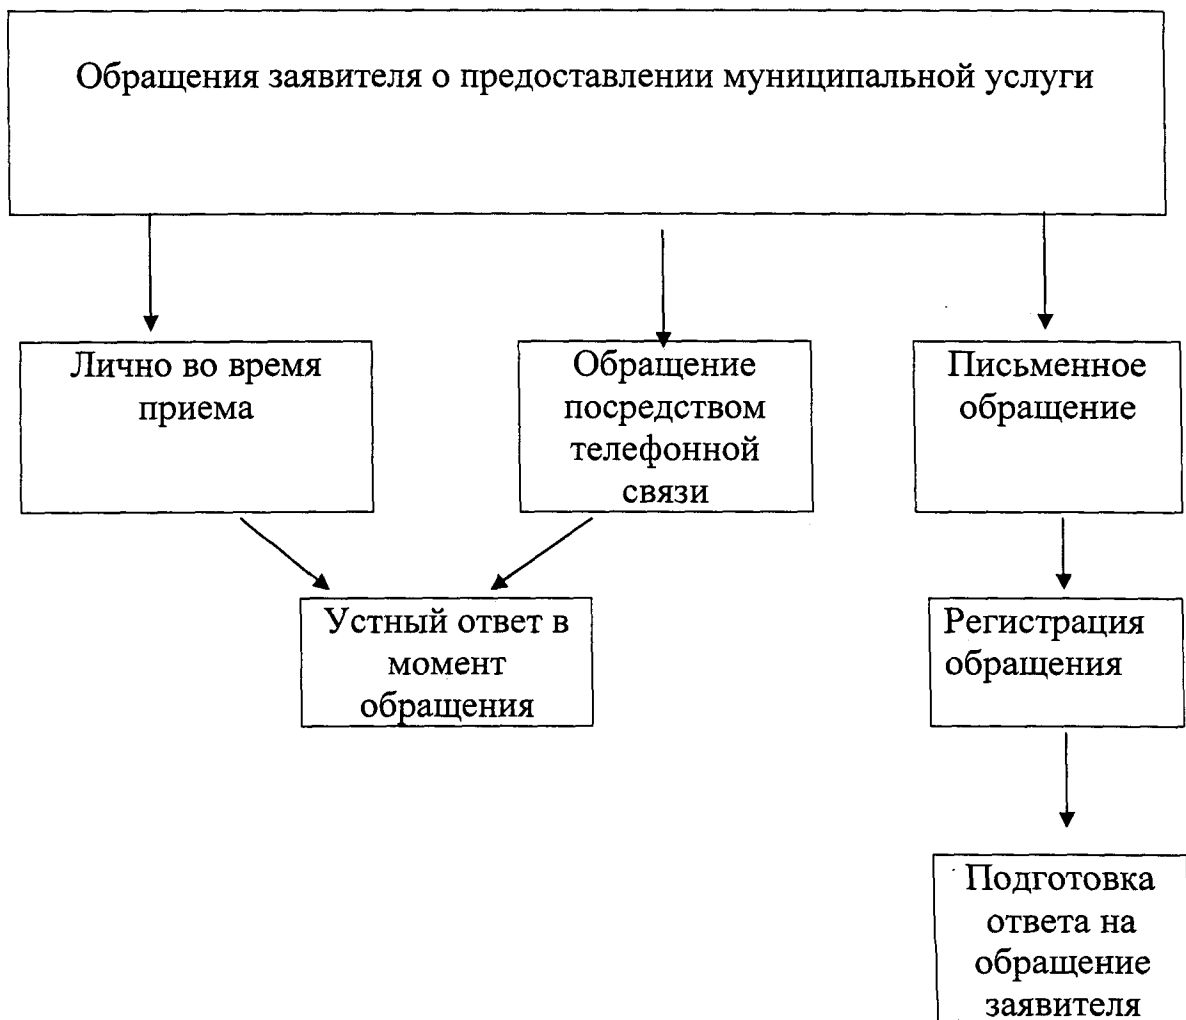 Обращения заявителя о предоставлении муниципальной услуги
Лично во время
приема
Обращение
посредством
телефонной
связи
Письменное
обращение
Устный ответ в
момент
обращения
Регистрация
обращения
Подготовка
ответа на
обращение
заявителя